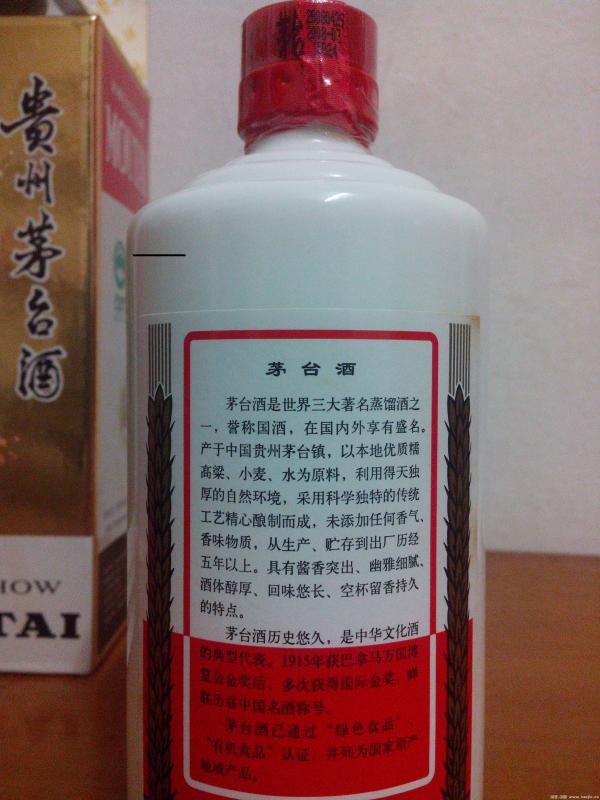 貴州茅台酒
HOW
TAI
20080425
2008-03
茅台酒
茅台酒是世界三大著名蒸馏酒之
一，誉称国酒，在国内外享有盛名。
产于中国贵州茅台镇，以本地优质糯
高粱、小麦、水为原料，利用得天独
厚的自然环境，采用科学独特的传统
工艺精心酿制而成，未添加任何香气、
香味物质，从生产、贮存到出厂历经
五年以上。具有酱香突出、幽雅细腻、
酒体醇厚、回味悠长、空杯留香持久
的特点。
茅台酒历史悠久，是中华文化酒
的典型代表。1915年获巴拿马万国博
览会金奖后，多次获得国际金奖，蝉
联历届中国名酒称号。
茅台酒已通过“绿色食品”、
“有机食品”认证，并列为国家原产
地域产品。